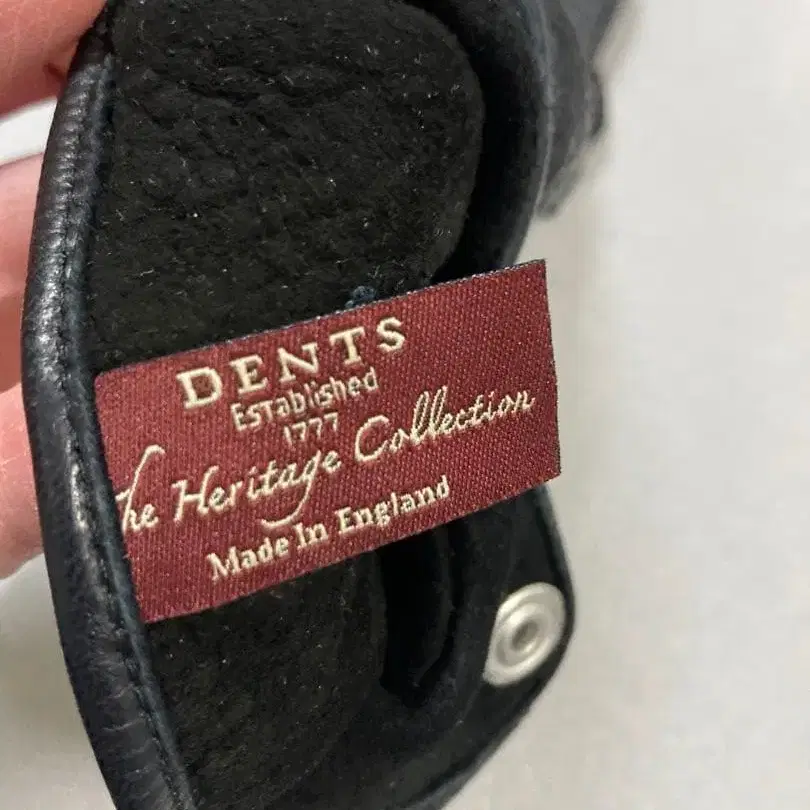 DENTS
Established
1777
The Heritage Collection
Made In England